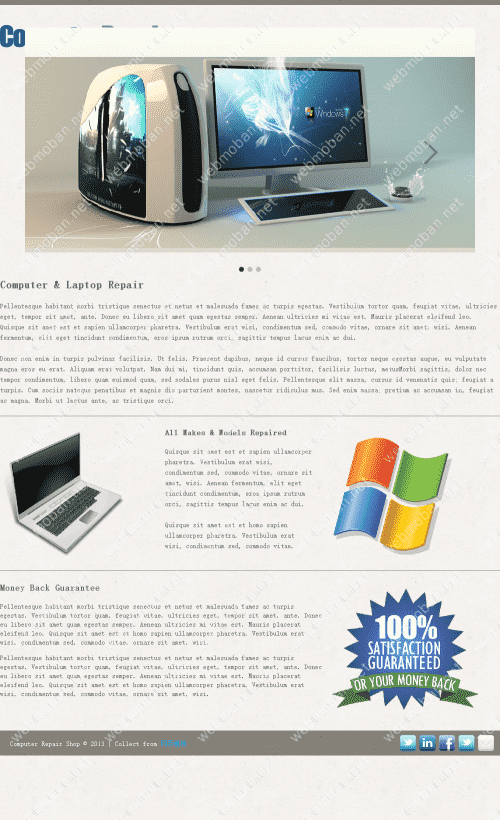 Co
Windows
Computer & Laptop Repair
Pellentesque habitant morbi tristique senectus et netus et malesuada fames ac turpis egestas. Vestibulum tortor quam, feugiat vitae, ultricies
eget, tempor sit amet, ante. Donec eu libero sit amet quam egestas semper. Aenean ultricies mi vitae est. Mauris placerat eleifend leo.
Quisque sit amet est et sapien ullamcorper pharetra. Vestibulum erat wisi, condimentum sed, commodo vitae, ornare sit amet, wisi. Aenean
fermentum, elit eget tincidunt condimentum, eros ipsum rutrum orci, sagittis tempus lacus enim ac dui.
Donec non enim in turpis pulvinar facilisis. Ut felis. Praesent dapibus, neque id cursus faucibus, tortor neque egestas augue, eu vulputate
magna eros eu erat. Aliquam erat volutpat. Nam dui mi, tincidunt quis, accumsan porttitor, facilisis luctus, metusMorbi sagittis, dolor nec
tempor condimentum, libero quam euismod quam, sed sodales purus nisl eget felis. Pellentesque elit massa, cursus id venenatis quis, feugiat a
turpis. Cum sociis natoque penatibus et magnis dis parturient montes, nascetur ridiculus mus. Sed enim massa, pretium ac accumsan in, feugiat
ac magna. Morbi ut lectus ante, ac tristique orci.
All Makes & Models Repaired
Quisque sit amet est et sapien ullamcorper
pharetra. Vestibulum erat wisi,
condimentum sed, commodo vitae, ornare sit
amet, wisi. Aenean fermentum, elit eget
tincidunt condimentum, eros ipsum rutrum
orci, sagittis tempus lacus enim ac dui.
Quisque sit amet est et homo sapien
ullamcorper pharetra. Vestibulum erat
wisi, condimentum sed, commodo vitae.
Money Back Guarantee
Pellentesque habitant morbi tristique senectus et netus et malesuada fames ac turpis
egestas. Vestibulum tortor quam, feugiat vitae, ultricies eget, tempor sit amet, ante. Donec
eu libero sit amet quam egestas semper. Aenean ultricies mi vitae est. Mauris placerat
eleifend leo. Quisque sit amet est et homo sapien ullamcorper pharetra. Vestibulum erat
wisi, condimentum sed, commodo vitae, ornare sit amet, wisi.
Pellentesque habitant morbi tristique senectus et netus et malesuada fames ac turpis
egestas. Vestibulum tortor quam, feugiat vitae, ultricies eget, tempor sit amet, ante. Donec
eu libero sit amet quam egestas semper. Aenean ultricies mi vitae est. Mauris placerat
eleifend leo. Quisque sit amet est et homo sapien ullamcorper pharetra. Vestibulum erat
wisi, condimentum sed, commodo vitae, ornare sit amet, wisi.
100%
SATISFACTION
GUARANTEED
OR YOUR MONEY BACK
Computer Repair Shop © 2013 | Collect from
webmoban.net